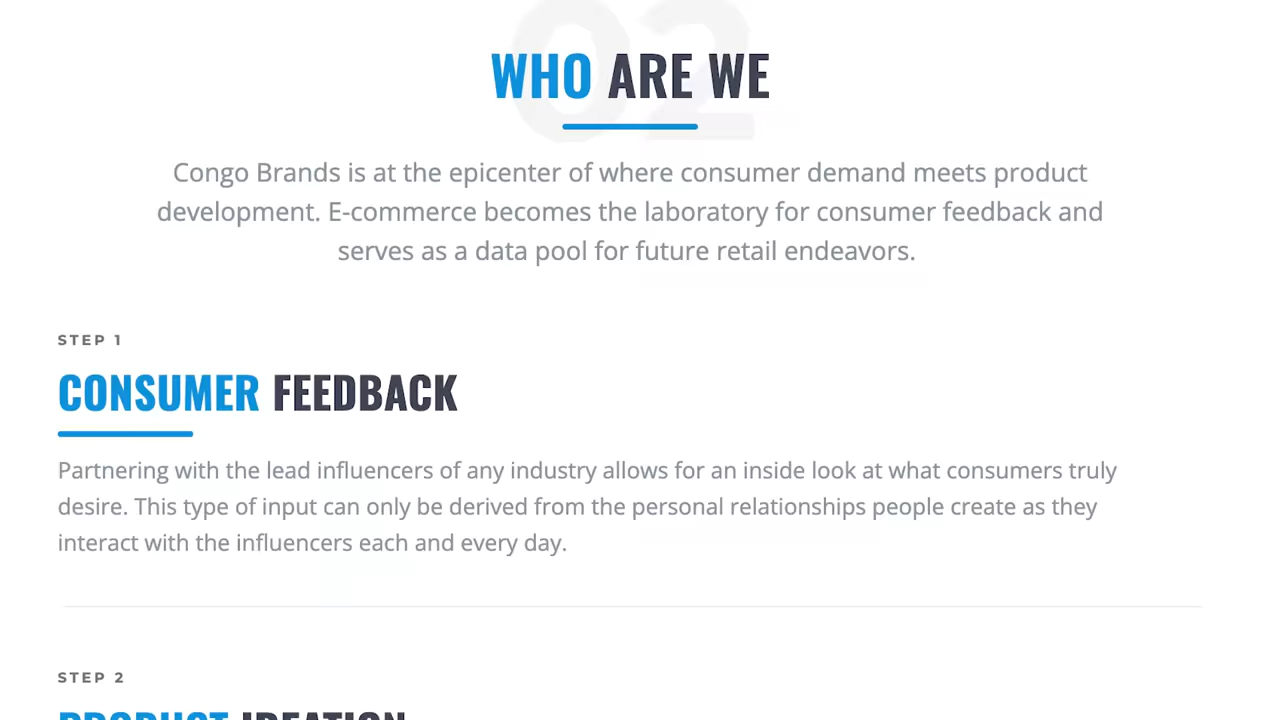 02
WHO ARE WE
Congo Brands is at the epicenter of where consumer demand meets product
development. E-commerce becomes the laboratory for consumer feedback and
serves as a data pool for future retail endeavors.
STEP 1
CONSUMER FEEDBACK
Partnering with the lead influencers of any industry allows for an inside look at what consumers truly
desire. This type of input can only be derived from the personal relationships people create as they
interact with the influencers each and every day.
STEP 2
PRODUCT IDEATION